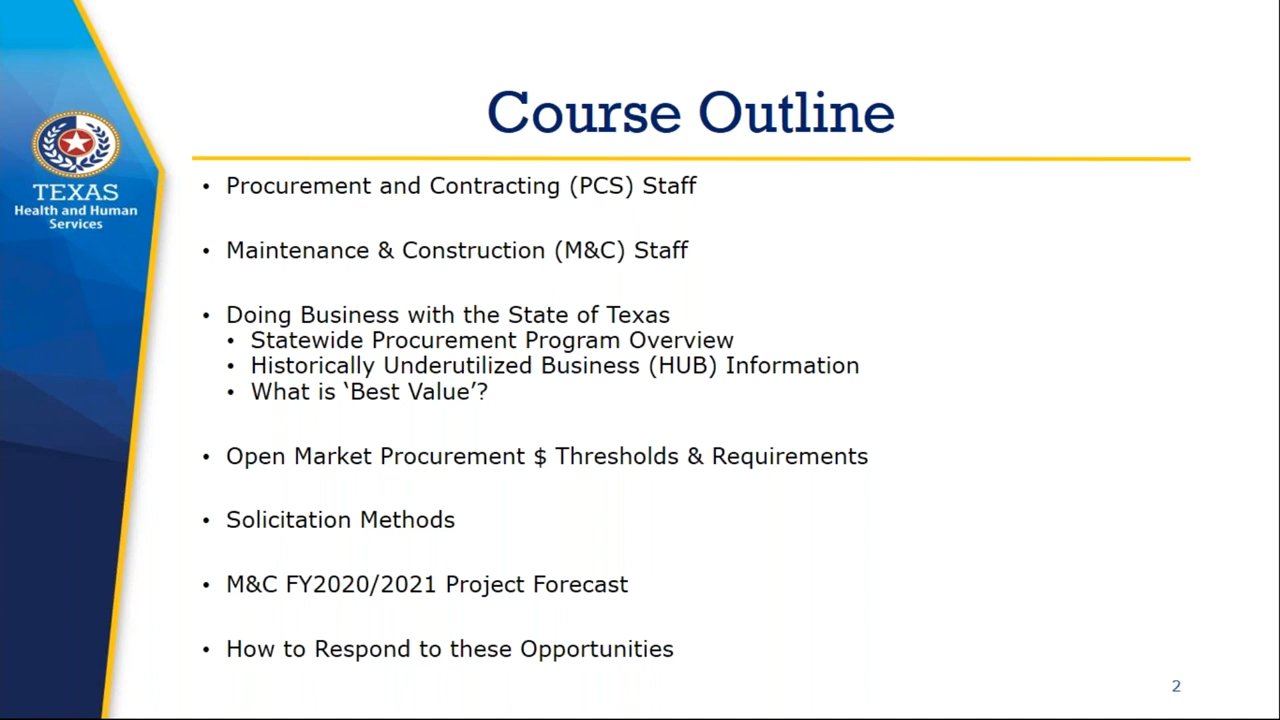 Course Outline
TEXAS
Health and Human
Services
• Procurement and Contracting (PCS) Staff
• Maintenance & Construction (M&C) Staff
• Doing Business with the State of Texas
• Statewide Procurement Program Overview
• Historically Underutilized Business (HUB) Information
• What is ‘Best Value’?
• Open Market Procurement $ Thresholds & Requirements
• Solicitation Methods
• M&C FY2020/2021 Project Forecast
• How to Respond to these Opportunities
2